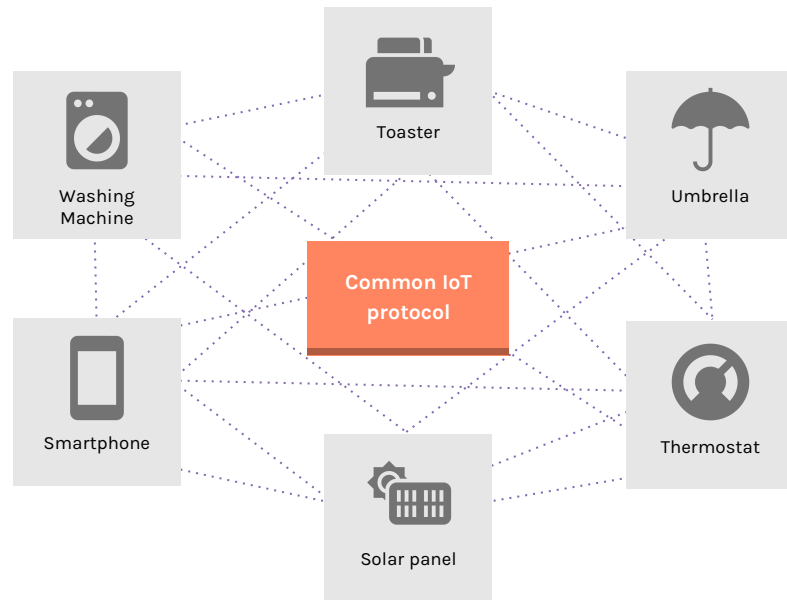 Toaster
Washing
Machine
Umbrella
Common IoT
protocol
Smartphone
Thermostat
Solar panel